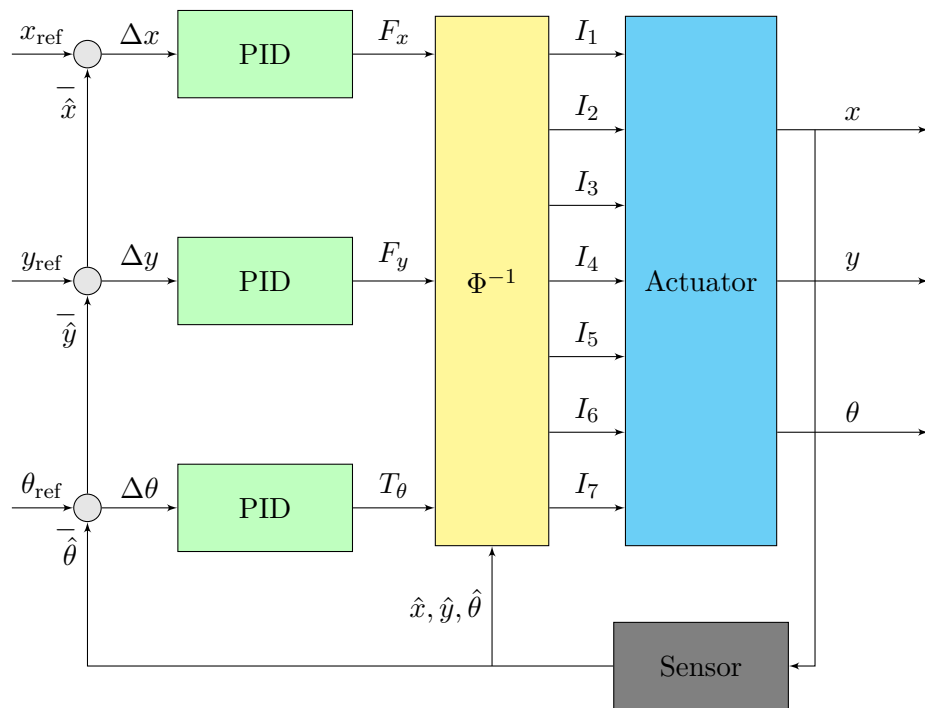 x_ref
Δx
PID
F_x
I_1
−
x̂
I_2
x
I_3
y_ref
Δy
PID
F_y
Φ⁻¹
I_4
Actuator
y
−
ŷ
I_5
I_6
θ
θ_ref
Δθ
PID
T_θ
I_7
−
θ̂
x̂, ŷ, θ̂
Sensor